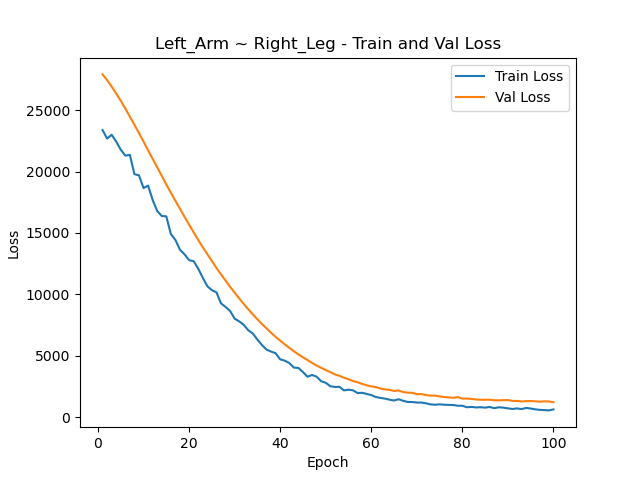 Left_Arm ~ Right_Leg - Train and Val Loss
Train Loss
Val Loss
25000
20000
15000
10000
5000
0
Loss
0 20 40 60 80 100
Epoch